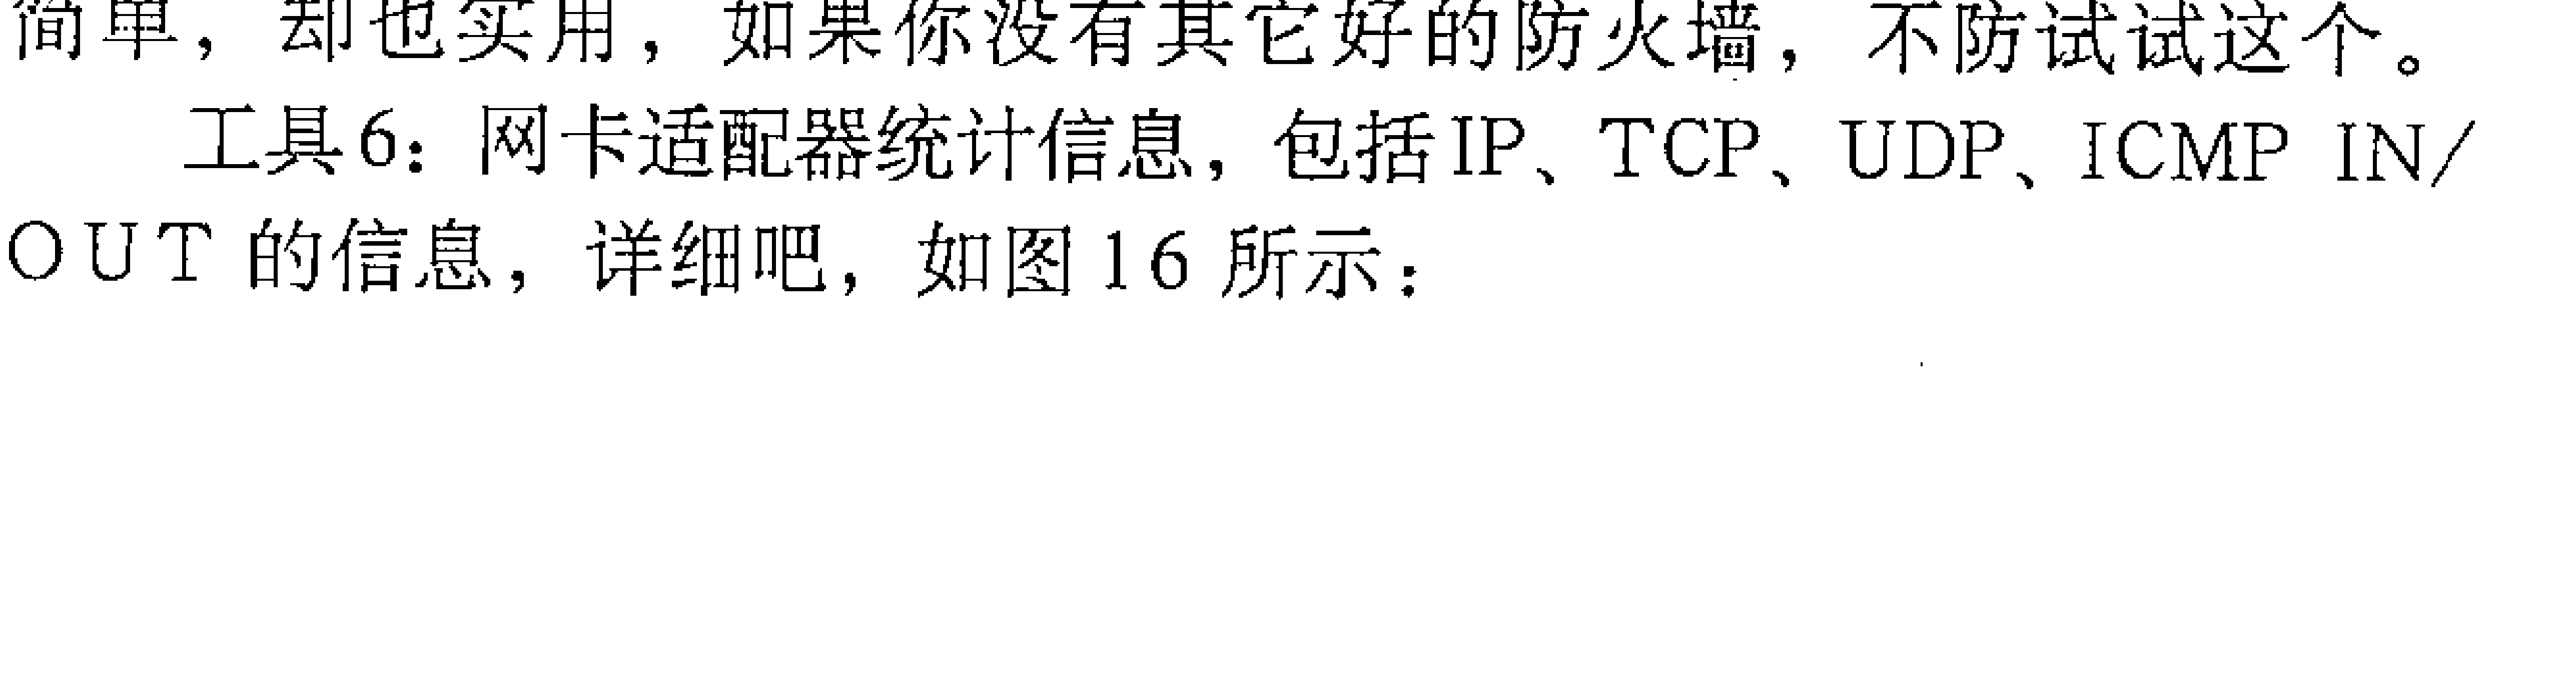 简单，却也实用，如果你没有其它好的防火墙，不防试试这个。
工具6：网卡适配器统计信息，包括IP、TCP、UDP、ICMP IN/
OUT 的信息，详细吧，如图16 所示：